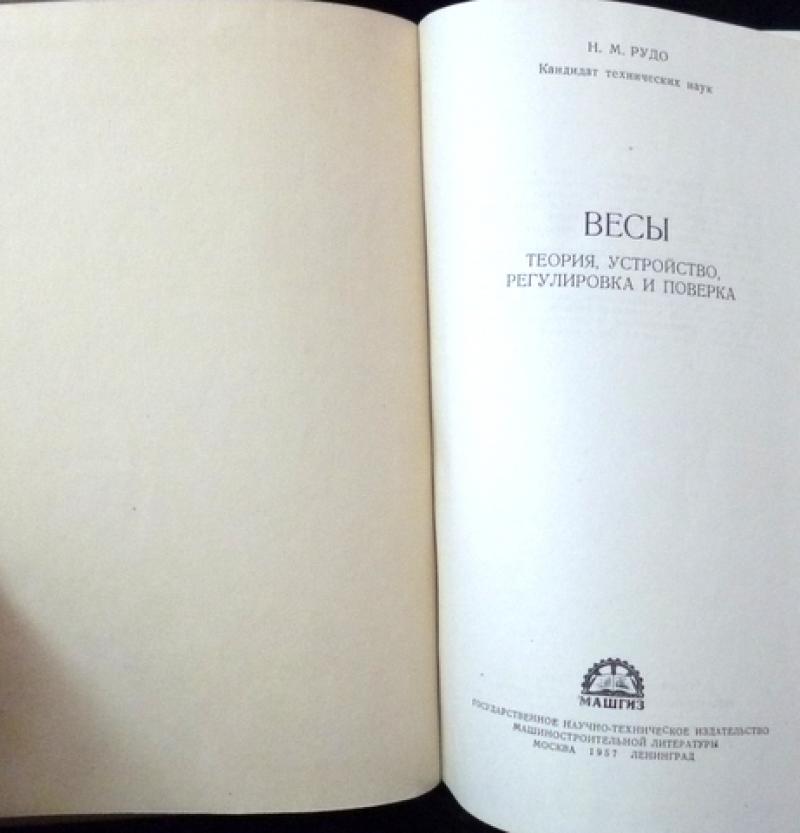 Н. М. РУДО
Кандидат технических наук
ВЕСЫ
ТЕОРИЯ, УСТРОЙСТВО,
РЕГУЛИРОВКА И ПОВЕРКА
МАШГИЗ
ГОСУДАРСТВЕННОЕ НАУЧНО-ТЕХНИЧЕСКОЕ ИЗДАТЕЛЬСТВО
МАШИНОСТРОИТЕЛЬНОЙ ЛИТЕРАТУРЫ
МОСКВА 1957 ЛЕНИНГРАД